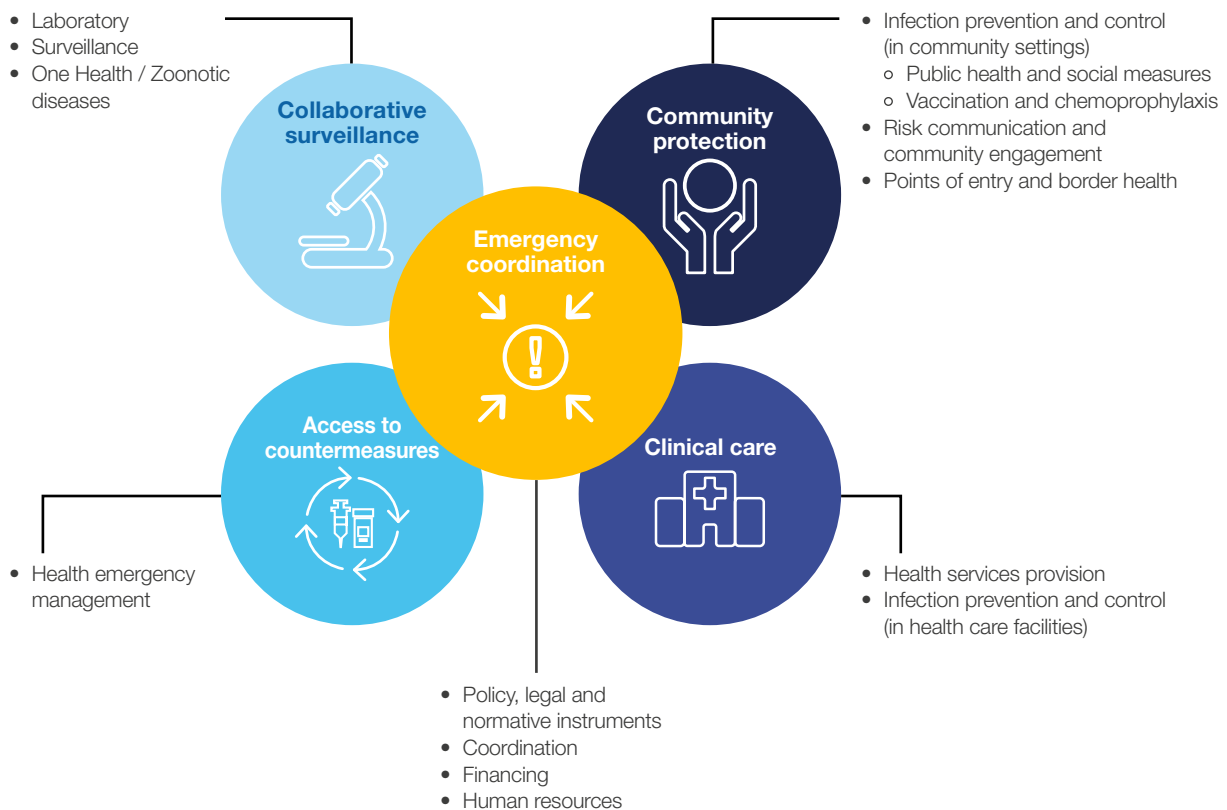 • Laboratory
• Surveillance
• One Health / Zoonotic
diseases
Collaborative
surveillance
Community
protection
• Infection prevention and control
(in community settings)
○ Public health and social measures
○ Vaccination and chemoprophylaxis
• Risk communication and
community engagement
• Points of entry and border health
Emergency
coordination
Access to
countermeasures
Clinical care
• Health emergency
management
• Health services provision
• Infection prevention and control
(in health care facilities)
• Policy, legal and
normative instruments
• Coordination
• Financing
• Human resources